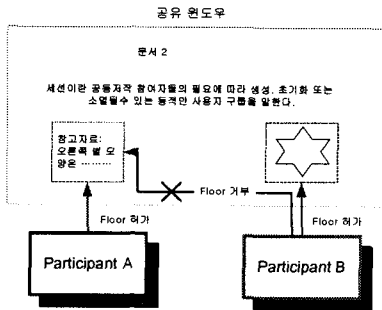 공유 윈도우
문서 2
세션이란 공동저작 참여자들의 필요에 따라 생성, 초기화 또는
소멸될수 있는 동적인 사용자 구룹을 말한다.
참고자료:
오른쪽 별 모
양은 ········
Floor 거부
Floor 허가
Floor 허가
Participant A
Participant B